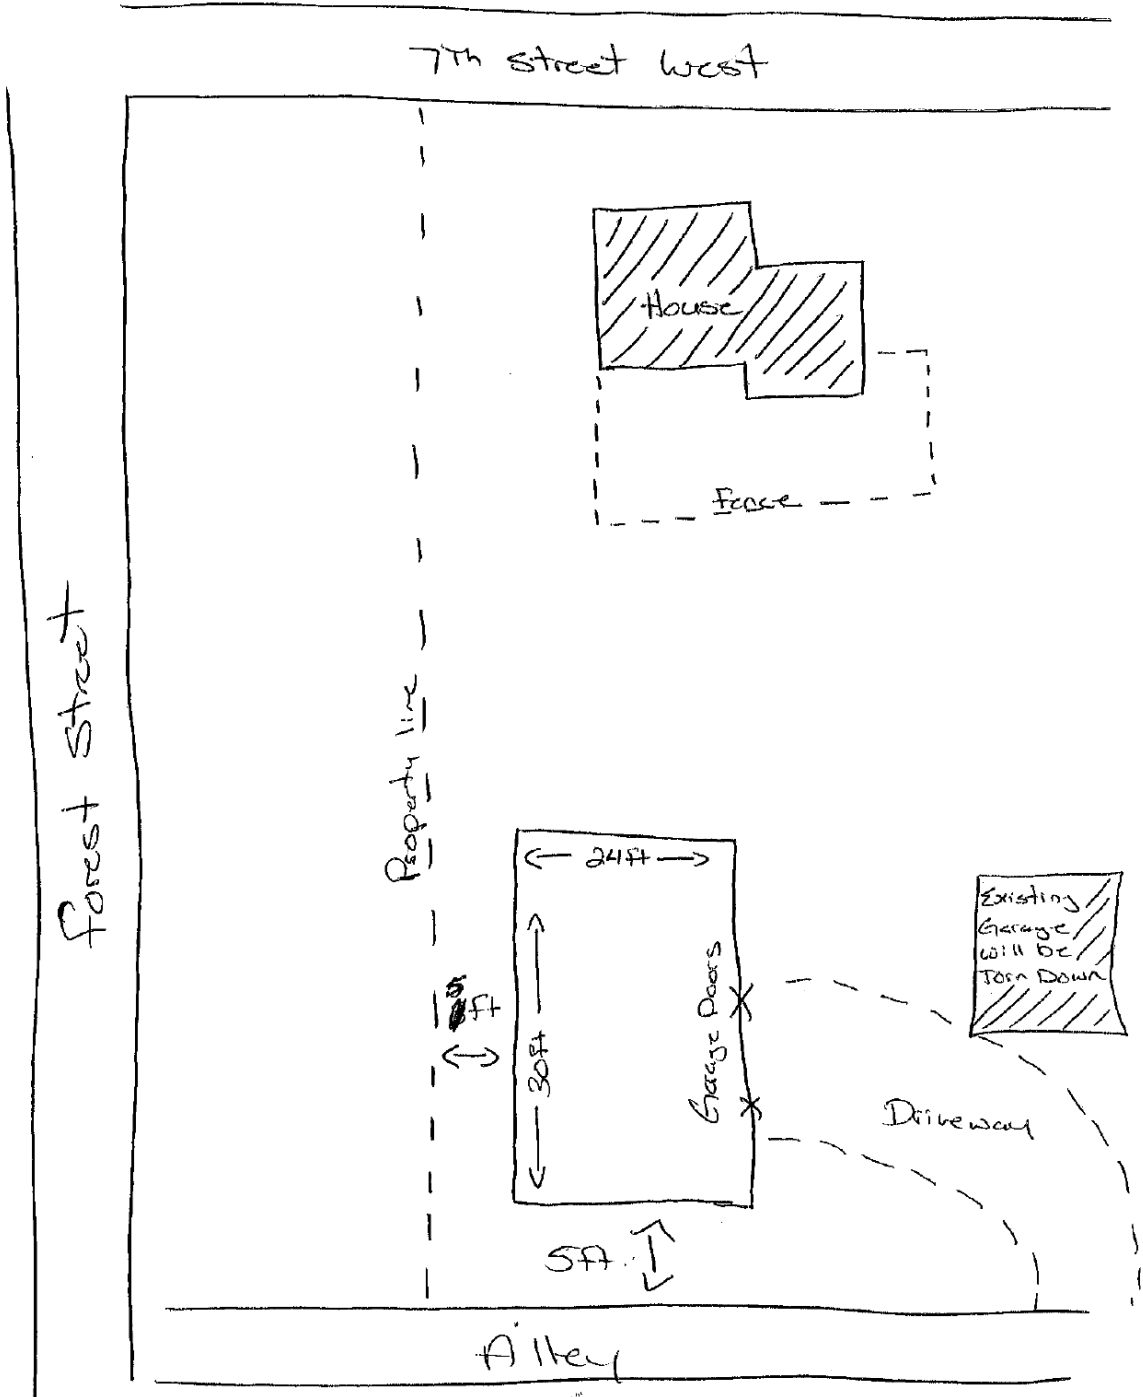 7Th street west
House
Fence
Forest Street
Property line
24ft
Existing
Garage
will be
Torn Down
ft
30ft
Garage Doors
Driveway
5ft.
Alley